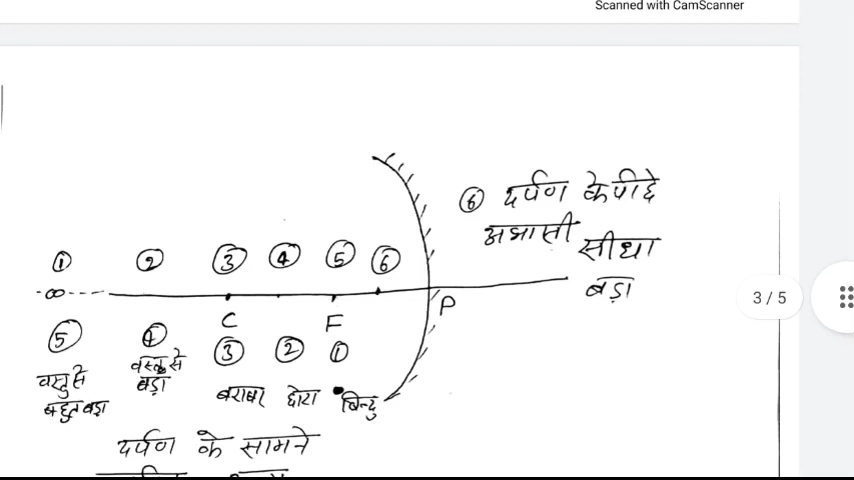 Scanned with CamScanner
⑥ दर्पण के पीछे
अभासी सीधा
बड़ा
① ② ③ ④ ⑤ ⑥
∞
C F P
⑤ ④ ③ ② ①
वस्तु से बहुत बड़ा
वस्तु से बड़ा
बराबर छोटा बिन्दु
दर्पण के सामने
3 / 5